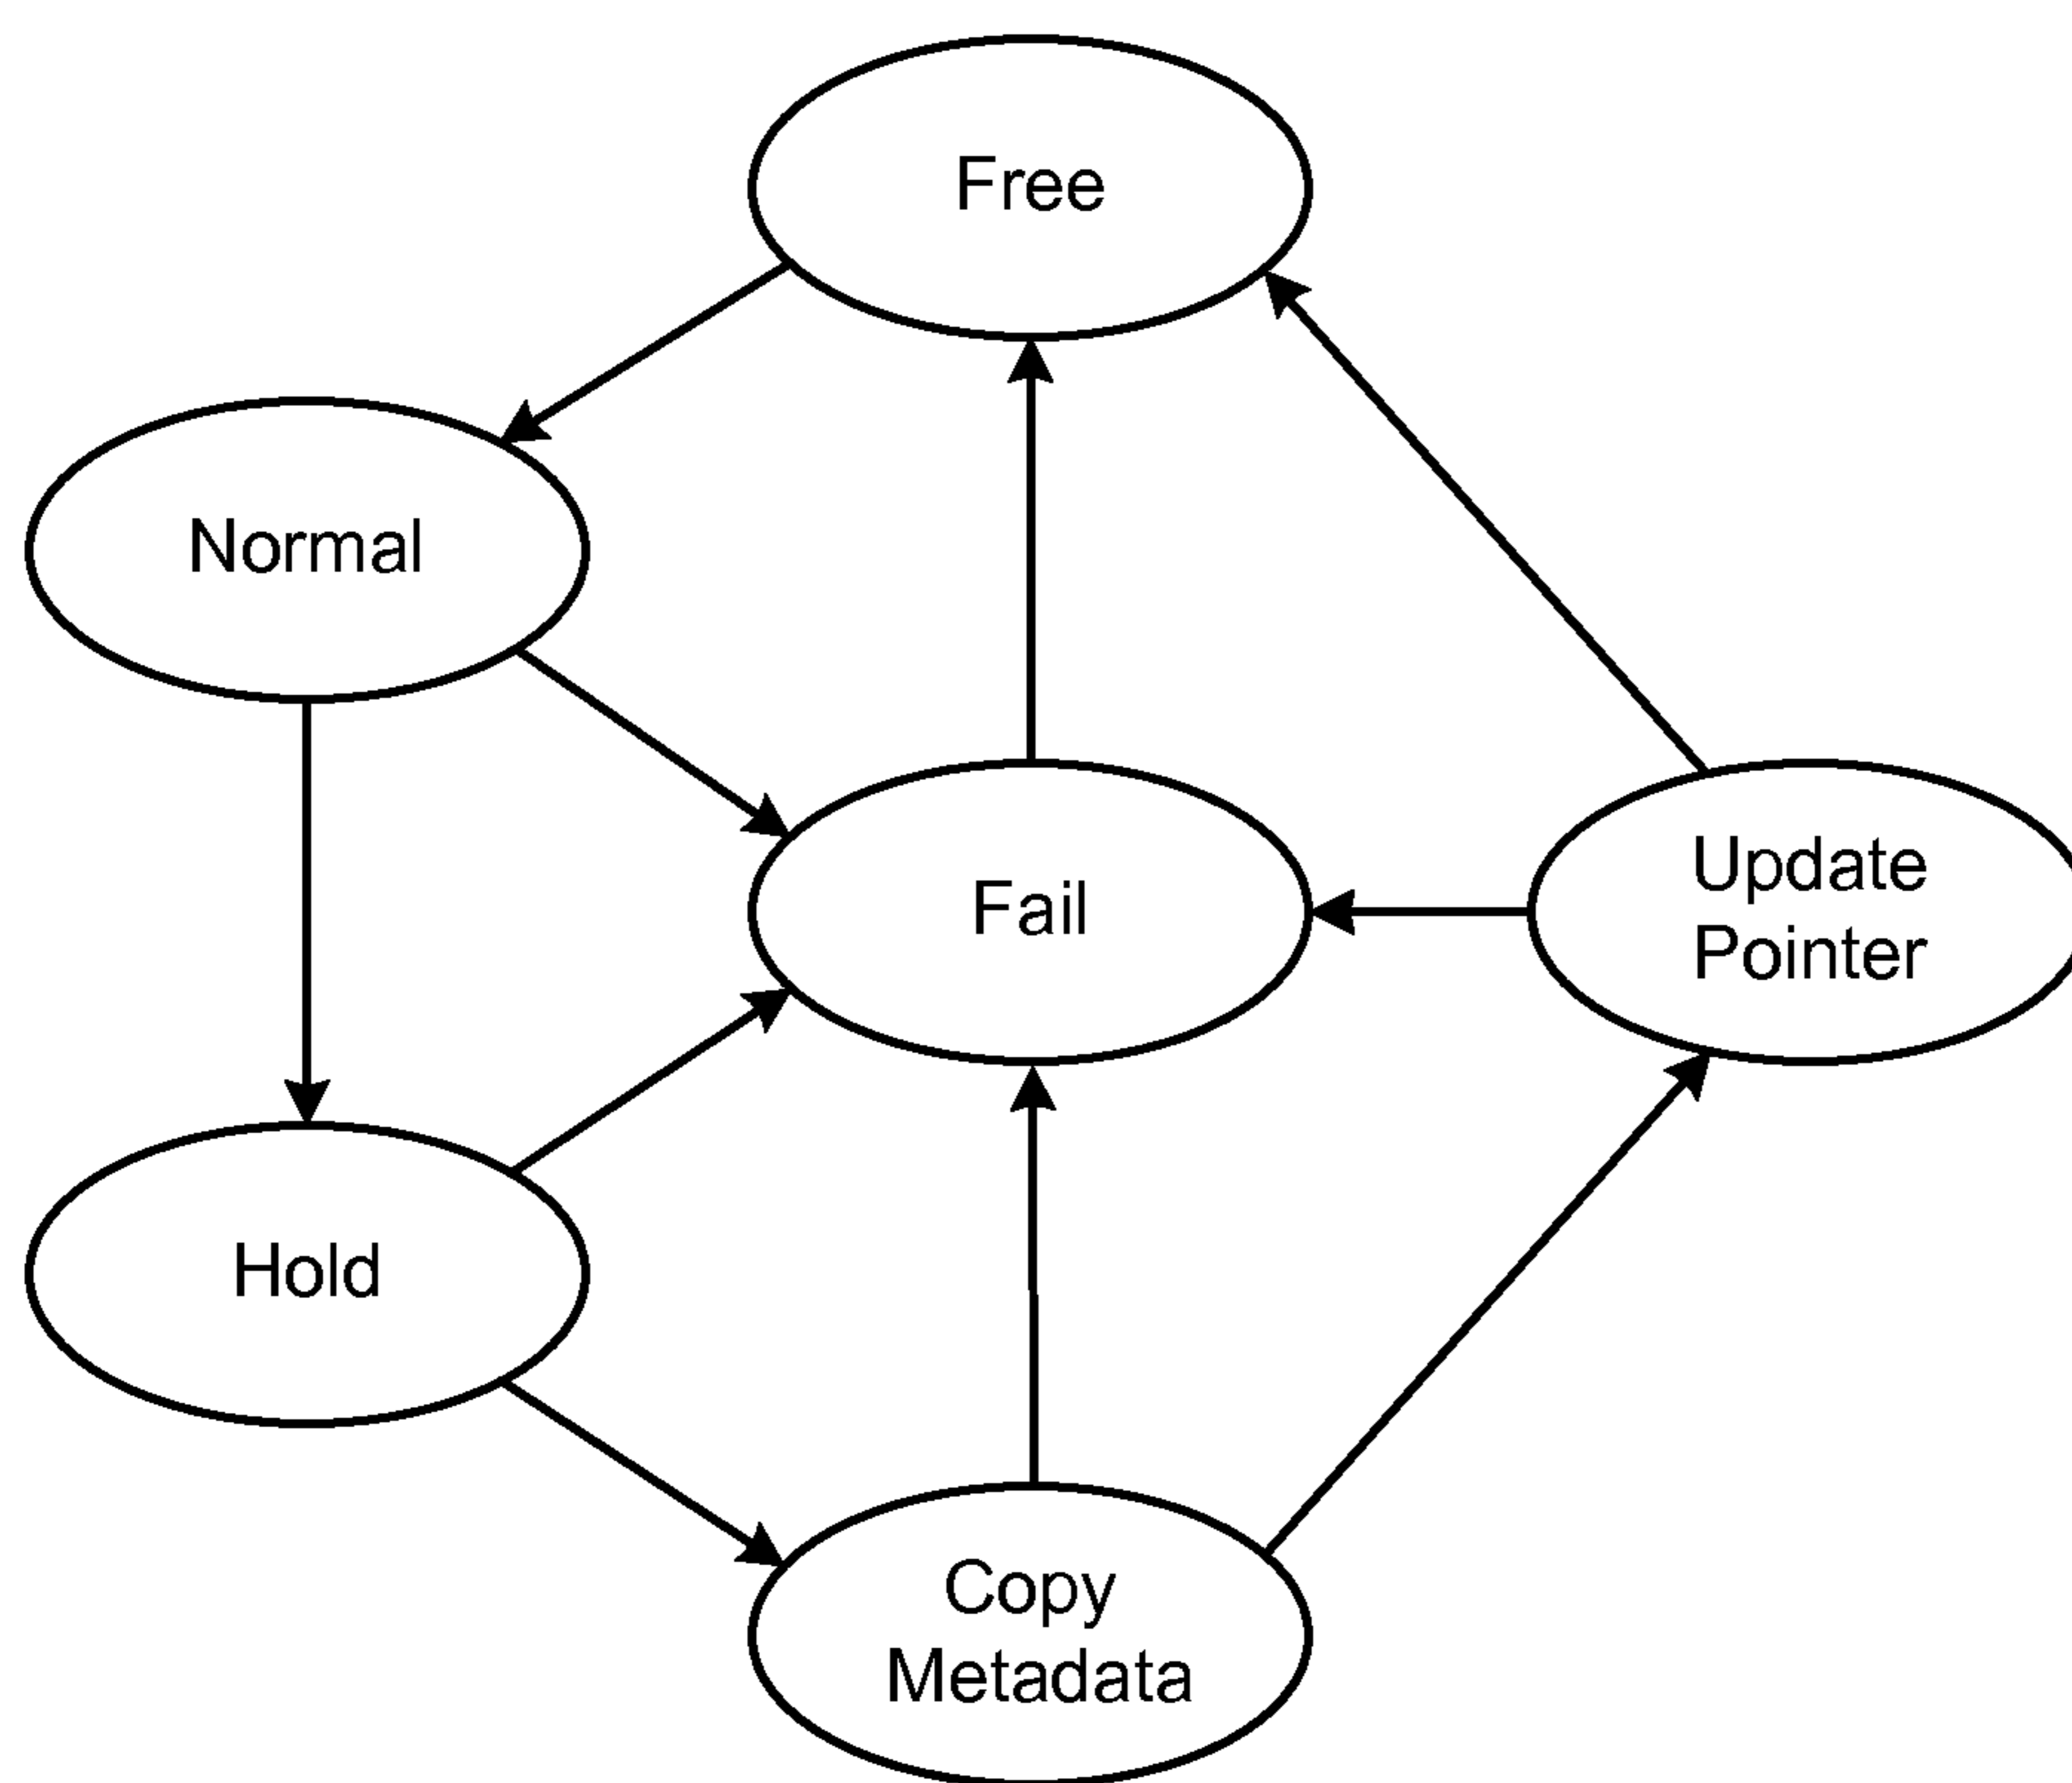 Free
Normal
Fail
Update
Pointer
Hold
Copy
Metadata